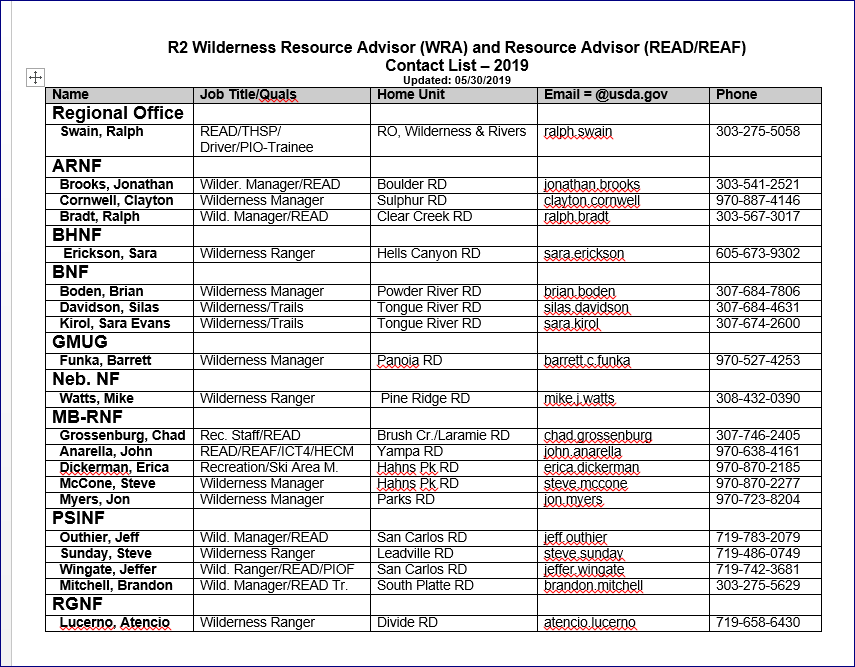 R2 Wilderness Resource Advisor (WRA) and Resource Advisor (READ/REAF)
Contact List – 2019
Updated: 05/30/2019
Name Job Title/Quals Home Unit Email = @usda.gov Phone
Regional Office
Swain, Ralph READ/THSP/ RO, Wilderness & Rivers ralph.swain 303-275-5058
Driver/PIO-Trainee
ARNF
Brooks, Jonathan Wilder. Manager/READ Boulder RD jonathan.brooks 303-541-2521
Cornwell, Clayton Wilderness Manager Sulphur RD clayton.cornwell 970-887-4146
Bradt, Ralph Wild. Manager/READ Clear Creek RD ralph.bradt 303-567-3017
BHNF
Erickson, Sara Wilderness Ranger Hells Canyon RD sara.erickson 605-673-9302
BNF
Boden, Brian Wilderness Manager Powder River RD brian.boden 307-684-7806
Davidson, Silas Wilderness/Trails Tongue River RD silas.davidson 307-684-4631
Kirol, Sara Evans Wilderness/Trails Tongue River RD sara.kirol 307-674-2600
GMUG
Funka, Barrett Wilderness Manager Panoia RD barrett.c.funka 970-527-4253
Neb. NF
Watts, Mike Wilderness Ranger Pine Ridge RD mike.j.watts 308-432-0390
MB-RNF
Grossenburg, Chad Rec. Staff/READ Brush Cr./Laramie RD chad.grossenburg 307-746-2405
Anarella, John READ/REAF/ICT4/HECM Yampa RD john.anarella 970-638-4161
Dickerman, Erica Recreation/Ski Area M. Hahns Pk RD erica.dickerman 970-870-2185
McCone, Steve Wilderness Manager Hahns Pk RD steve.mccone 970-870-2277
Myers, Jon Wilderness Manager Parks RD jon.myers 970-723-8204
PSINF
Outhier, Jeff Wild. Manager/READ San Carlos RD jeff.outhier 719-783-2079
Sunday, Steve Wilderness Ranger Leadville RD steve.sunday 719-486-0749
Wingate, Jeffer Wild. Ranger/READ/PIOF San Carlos RD jeffer.wingate 719-742-3681
Mitchell, Brandon Wild. Manager/READ Tr. South Platte RD brandon.mitchell 303-275-5629
RGNF
Lucerno, Atencio Wilderness Ranger Divide RD atencio.lucerno 719-658-6430